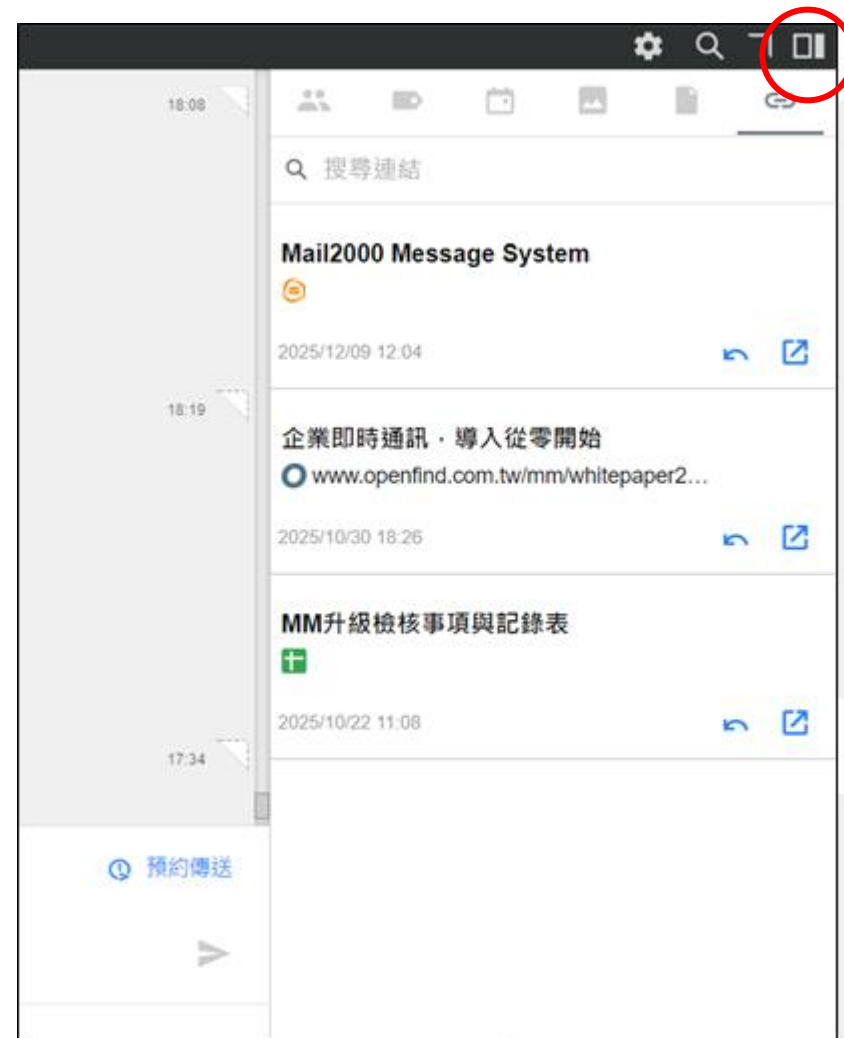 18:08
搜尋連結
Mail2000 Message System
2025/12/09 12:04
18:19
企業即時通訊．導入從零開始
www.openfind.com.tw/mm/whitepaper2...
2025/10/30 18:26
MM升級檢核事項與記錄表
2025/10/22 11:08
17:34
預約傳送